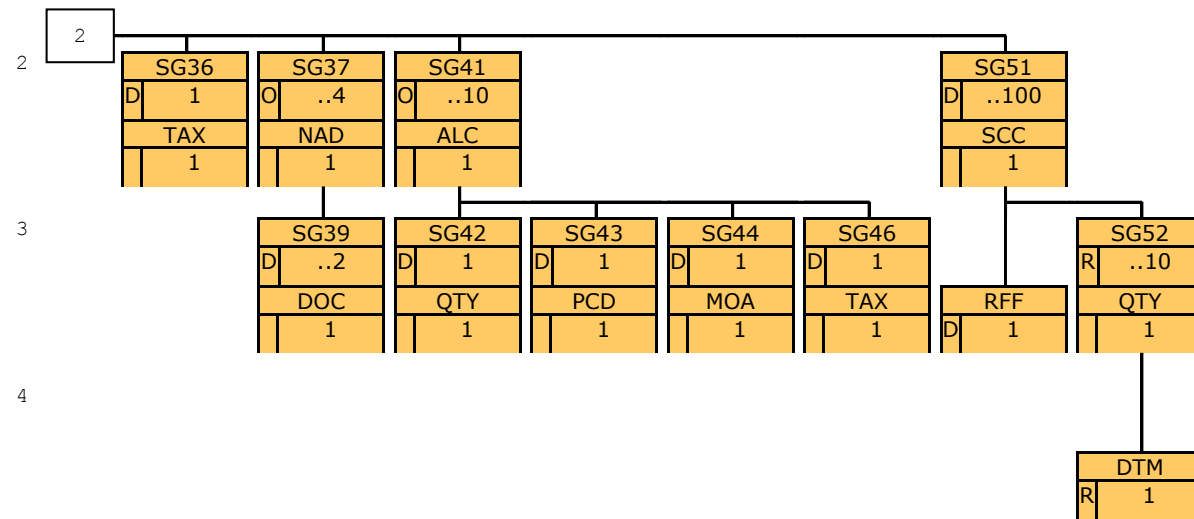 2
2
SG36 SG37 SG41 SG51
D 1 O ..4 O ..10 D ..100
TAX NAD ALC SCC
1 1 1 1
3
SG39 SG42 SG43 SG44 SG46 SG52
D ..2 D 1 D 1 D 1 D 1 R ..10
DOC QTY PCD MOA TAX RFF QTY
1 1 1 1 1 D 1 1
4
DTM
R 1